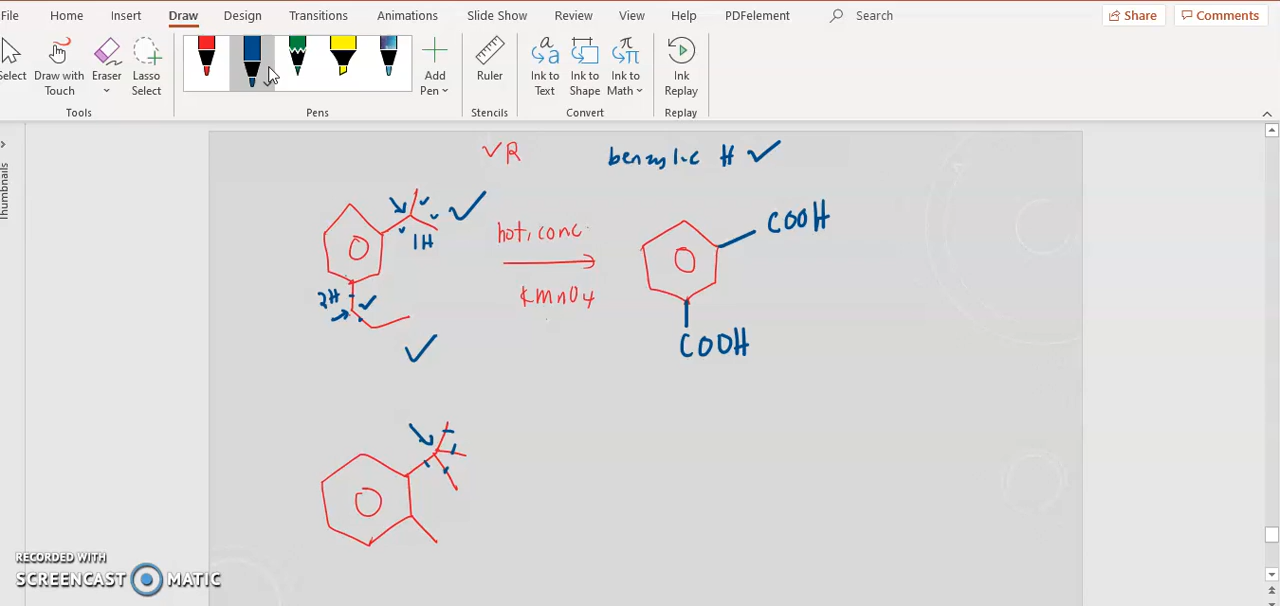 File Home Insert Draw Design Transitions Animations Slide Show Review View Help PDFelement Search Share Comments
Select Draw with Touch Eraser Lasso Select Add Pen Ruler Ink to Text Ink to Shape Ink to Math Ink Replay
Tools Pens Stencils Convert Replay
Thumbnails
✓R benzylic H ✓
COOH
1H
hot, conc.
2H
KMnO4
COOH
RECORDED WITH
SCREENCAST MATIC